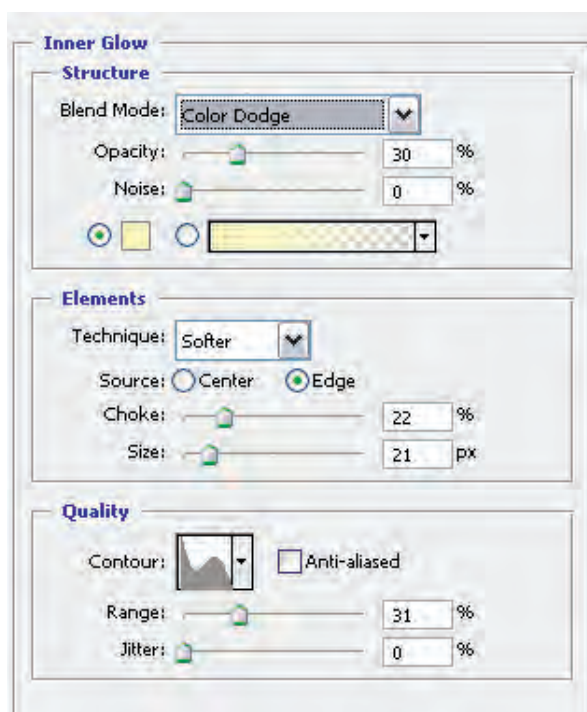 Inner Glow
Structure
Blend Mode: Color Dodge
Opacity: 30 %
Noise: 0 %
Elements
Technique: Softer
Source: Center Edge
Choke: 22 %
Size: 21 px
Quality
Contour: Anti-aliased
Range: 31 %
Jitter: 0 %